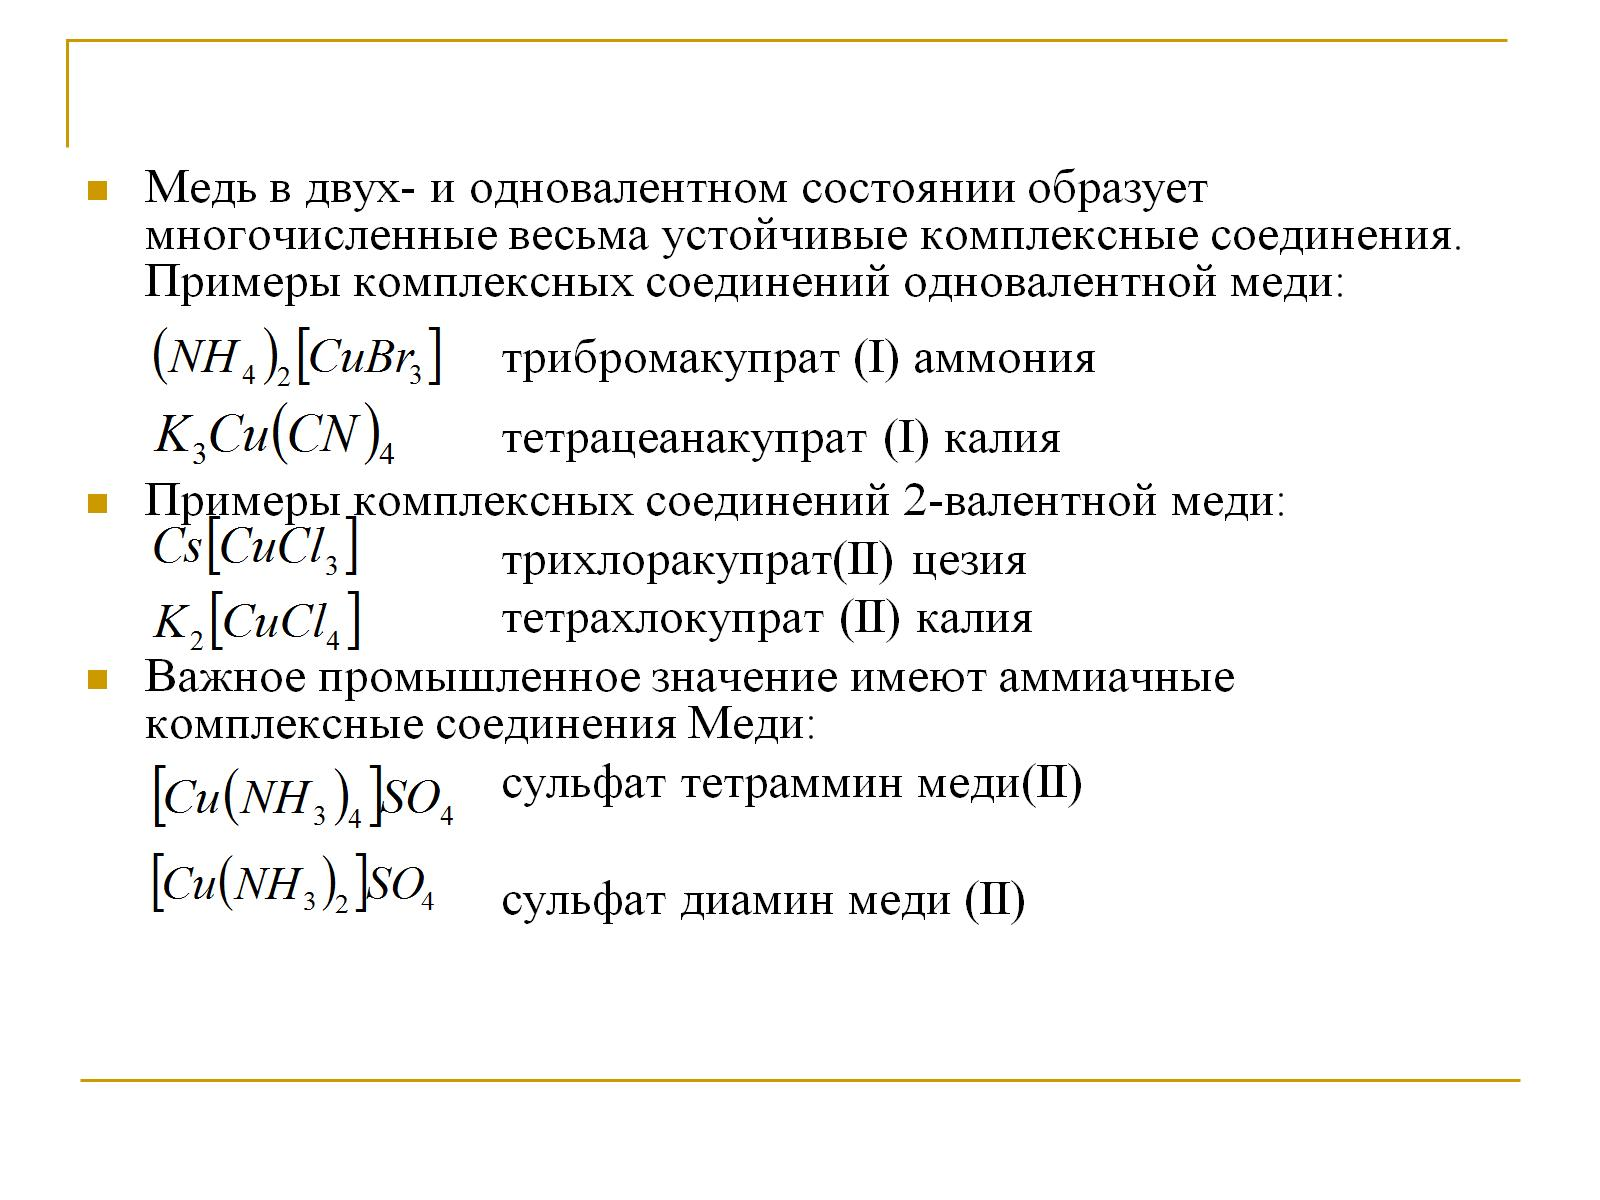 Медь в двух- и одновалентном состоянии образует
многочисленные весьма устойчивые комплексные соединения.
Примеры комплексных соединений одновалентной меди:
(NH₄)₂[CuBr₃] трибромакупрат (I) аммония
K₃Cu(CN)₄ тетрацеанакупрат (I) калия
Примеры комплексных соединений 2-валентной меди:
Cs[CuCl₃] трихлоракупрат(II) цезия
K₂[CuCl₄] тетрахлокупрат (II) калия
Важное промышленное значение имеют аммиачные
комплексные соединения Меди:
[Cu(NH₃)₄]SO₄ сульфат тетраммин меди(II)
[Cu(NH₃)₂]SO₄ сульфат диамин меди (II)